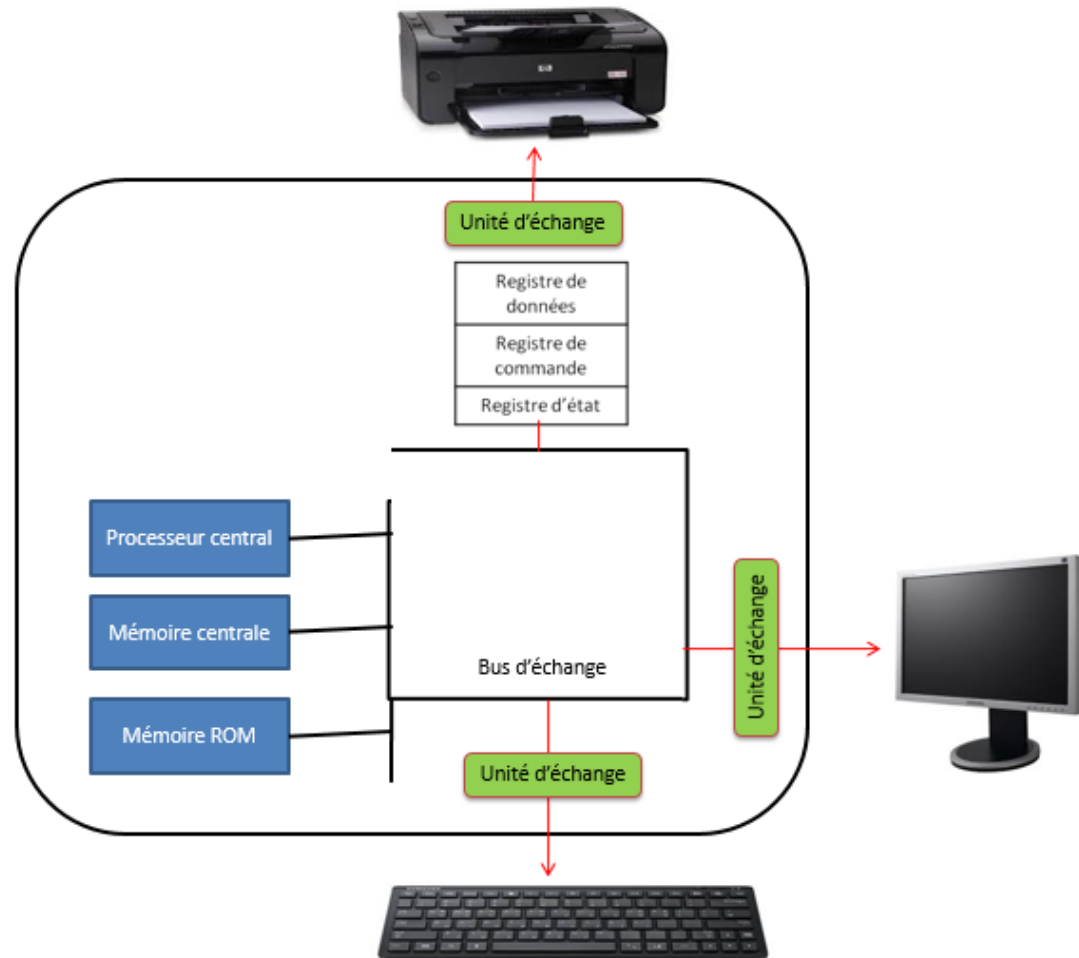 hp
Unité d'échange
Registre de
données
Registre de
commande
Registre d'état
Processeur central
Mémoire centrale
Mémoire ROM
Bus d'échange
Unité d'échange
Unité d'échange